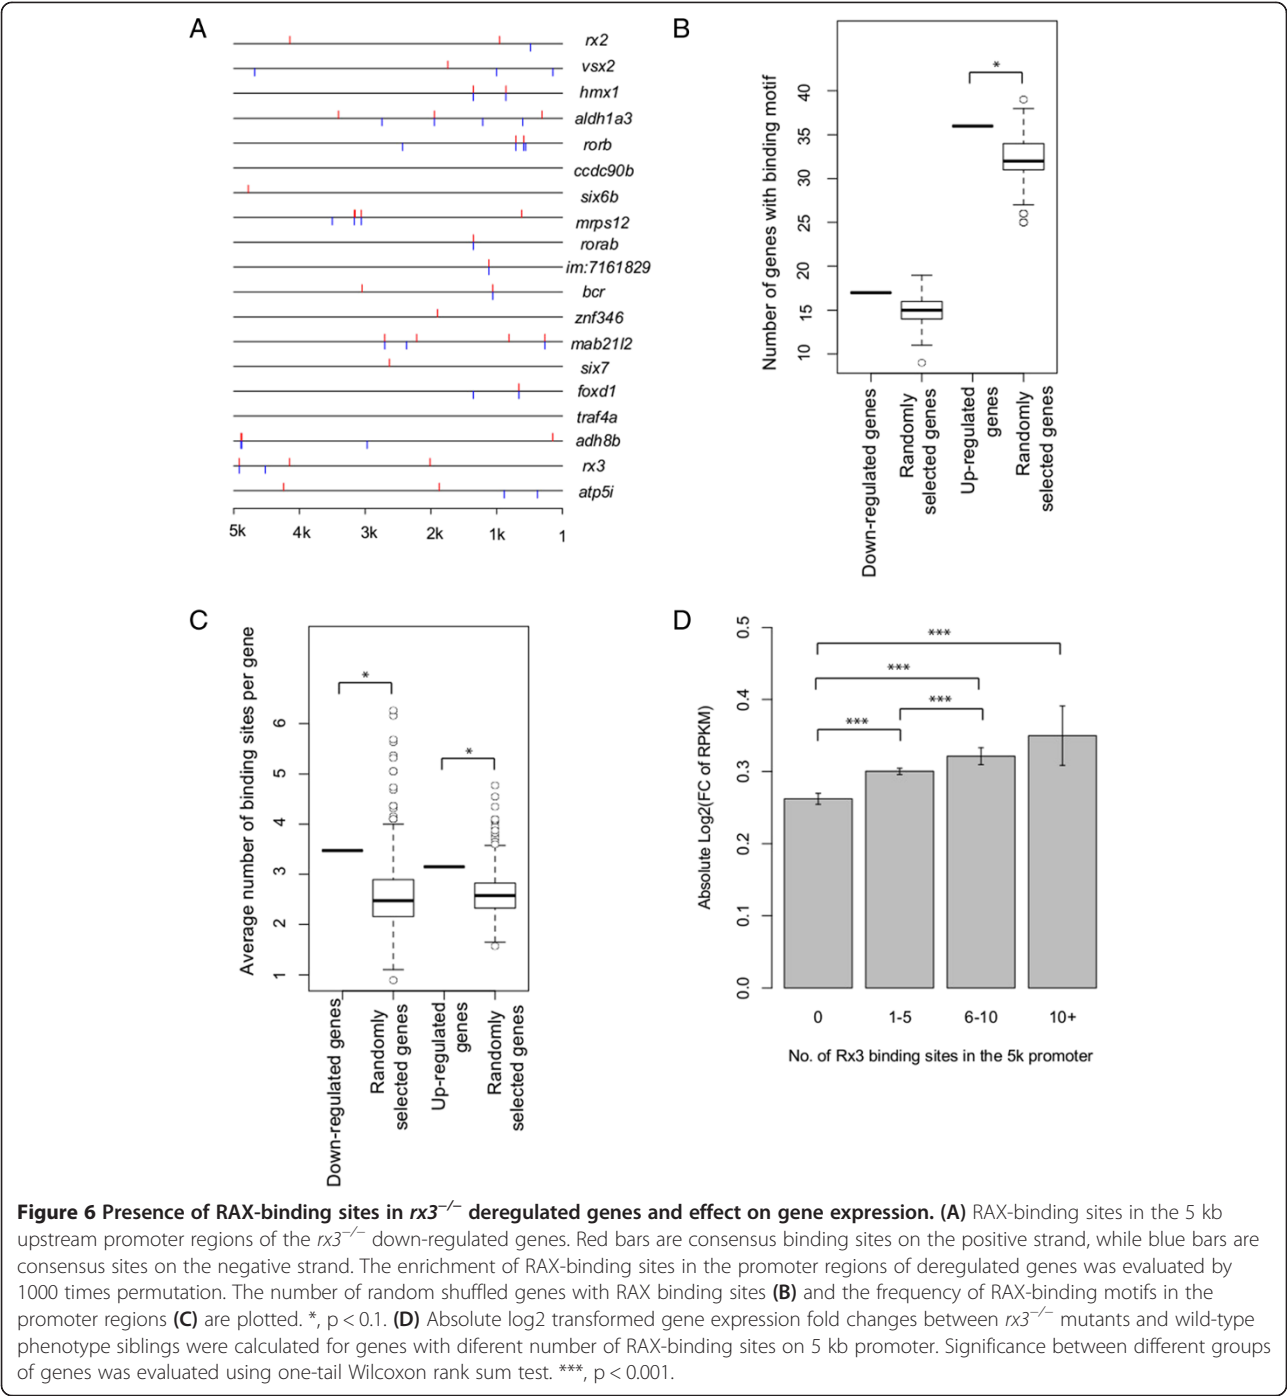 A
rx2
vsx2
hmx1
aldh1a3
rorb
ccdc90b
six6b
mrps12
rorab
im:7161829
bcr
znf346
mab21l2
six7
foxd1
traf4a
adh8b
rx3
atp5i
5k 4k 3k 2k 1k 1
B
Number of genes with binding motif
40
35
30
25
20
15
10
*
Down-regulated genes
Randomly
selected genes
Up-regulated
genes
Randomly
selected genes
C
Average number of binding sites per gene
6
5
4
3
2
1
*
*
Down-regulated genes
Randomly
selected genes
Up-regulated
genes
Randomly
selected genes
D
Absolute Log2(FC of RPKM)
0.5
0.4
0.3
0.2
0.1
0.0
***
***
***
***
0 1-5 6-10 10+
No. of Rx3 binding sites in the 5k promoter
Figure 6 Presence of RAX-binding sites in rx3−/− deregulated genes and effect on gene expression. (A) RAX-binding sites in the 5 kb
upstream promoter regions of the rx3−/− down-regulated genes. Red bars are consensus binding sites on the positive strand, while blue bars are
consensus sites on the negative strand. The enrichment of RAX-binding sites in the promoter regions of deregulated genes was evaluated by
1000 times permutation. The number of random shuffled genes with RAX binding sites (B) and the frequency of RAX-binding motifs in the
promoter regions (C) are plotted. *, p < 0.1. (D) Absolute log2 transformed gene expression fold changes between rx3−/− mutants and wild-type
phenotype siblings were calculated for genes with diferent number of RAX-binding sites on 5 kb promoter. Significance between different groups
of genes was evaluated using one-tail Wilcoxon rank sum test. ***, p < 0.001.